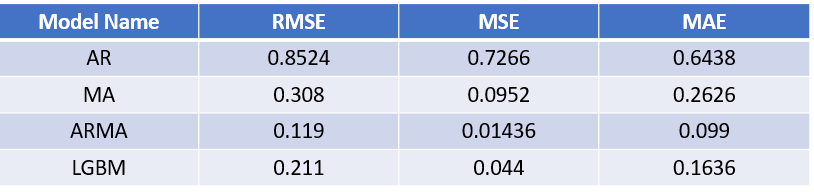 Model Name RMSE MSE MAE
AR 0.8524 0.7266 0.6438
MA 0.308 0.0952 0.2626
ARMA 0.119 0.01436 0.099
LGBM 0.211 0.044 0.1636